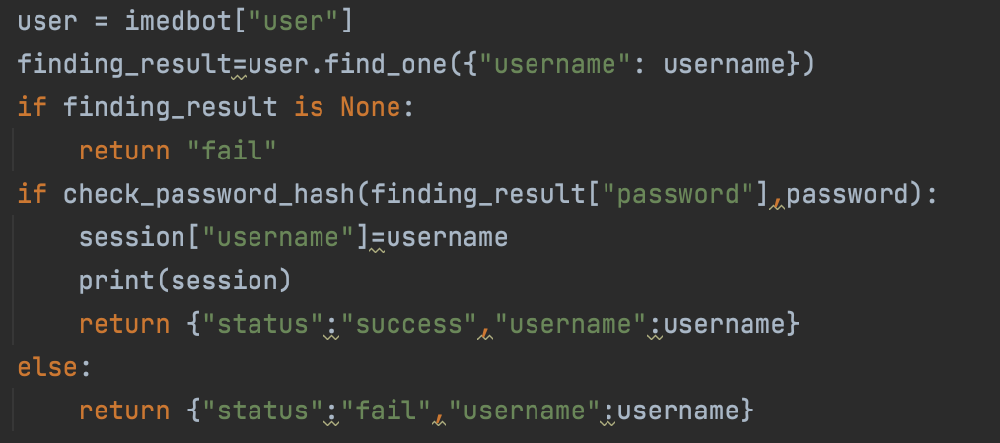 user = imedbot["user"]
finding_result=user.find_one({"username": username})
if finding_result is None:
    return "fail"
if check_password_hash(finding_result["password"],password):
    session["username"]=username
    print(session)
    return {"status":"success","username":username}
else:
    return {"status":"fail","username":username}